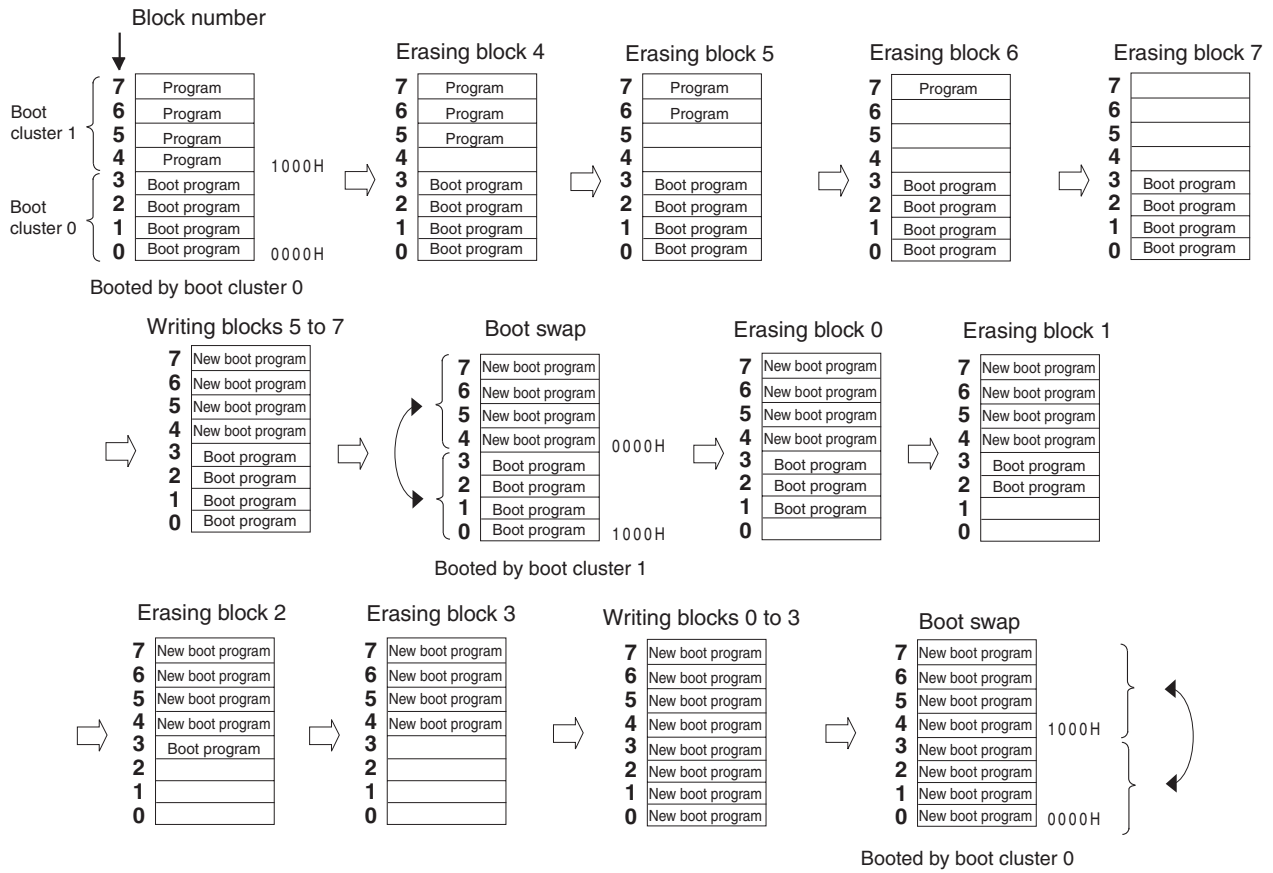 Block number
Erasing block 4
Erasing block 5
Erasing block 6
Erasing block 7
Boot
cluster 1
Boot
cluster 0
7 Program
6 Program
5 Program
4 Program
3 Boot program
2 Boot program
1 Boot program
0 Boot program
1000H
0000H
Booted by boot cluster 0
7 Program
6 Program
5 Program
4
3 Boot program
2 Boot program
1 Boot program
0 Boot program
7 Program
6 Program
5
4
3 Boot program
2 Boot program
1 Boot program
0 Boot program
7 Program
6
5
4
3 Boot program
2 Boot program
1 Boot program
0 Boot program
7
6
5
4
3 Boot program
2 Boot program
1 Boot program
0 Boot program
Writing blocks 5 to 7
7 New boot program
6 New boot program
5 New boot program
4 New boot program
3 Boot program
2 Boot program
1 Boot program
0 Boot program
Boot swap
7 New boot program
6 New boot program
5 New boot program
4 New boot program
3 Boot program
2 Boot program
1 Boot program
0 Boot program
0000H
1000H
Booted by boot cluster 1
Erasing block 0
7 New boot program
6 New boot program
5 New boot program
4 New boot program
3 Boot program
2 Boot program
1 Boot program
0
Erasing block 1
7 New boot program
6 New boot program
5 New boot program
4 New boot program
3 Boot program
2 Boot program
1
0
Erasing block 2
7 New boot program
6 New boot program
5 New boot program
4 New boot program
3 Boot program
2
1
0
Erasing block 3
7 New boot program
6 New boot program
5 New boot program
4 New boot program
3
2
1
0
Writing blocks 0 to 3
7 New boot program
6 New boot program
5 New boot program
4 New boot program
3 New boot program
2 New boot program
1 New boot program
0 New boot program
Boot swap
7 New boot program
6 New boot program
5 New boot program
4 New boot program
3 New boot program
2 New boot program
1 New boot program
0 New boot program
1000H
0000H
Booted by boot cluster 0